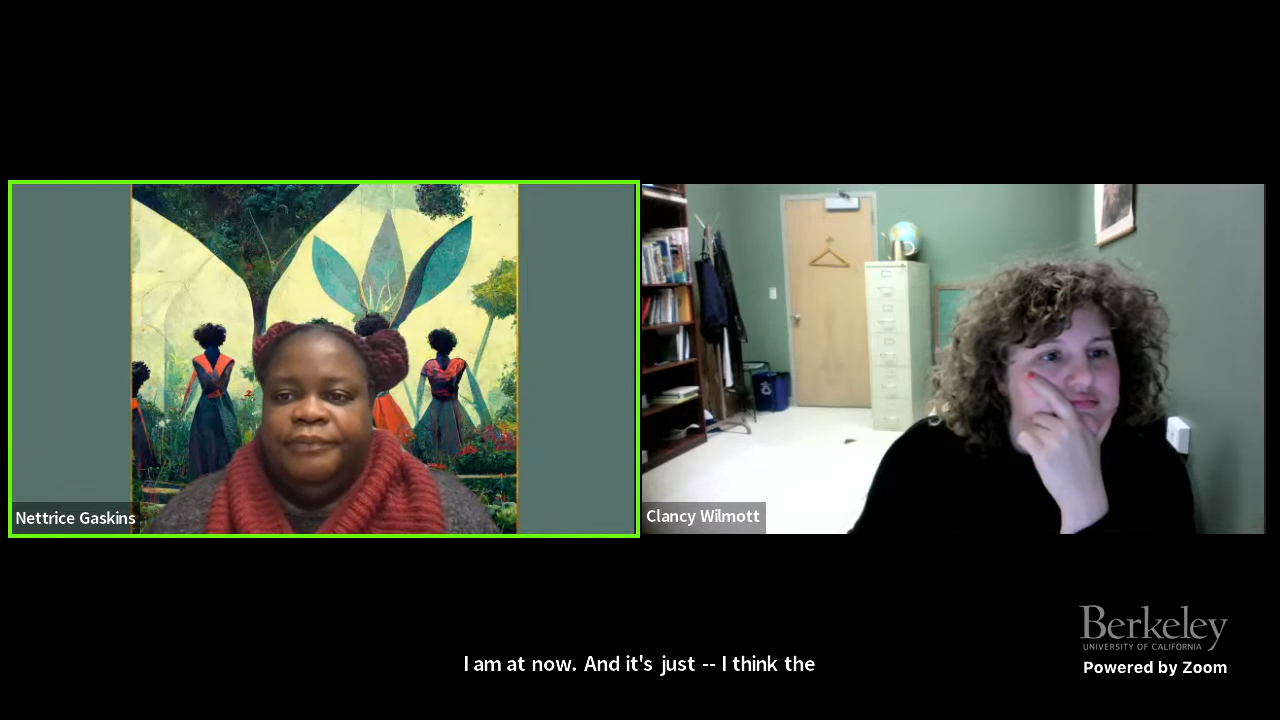 Nettrice Gaskins
Clancy Wilmott
Berkeley
UNIVERSITY OF CALIFORNIA
Powered by Zoom
I am at now. And it's just -- I think the